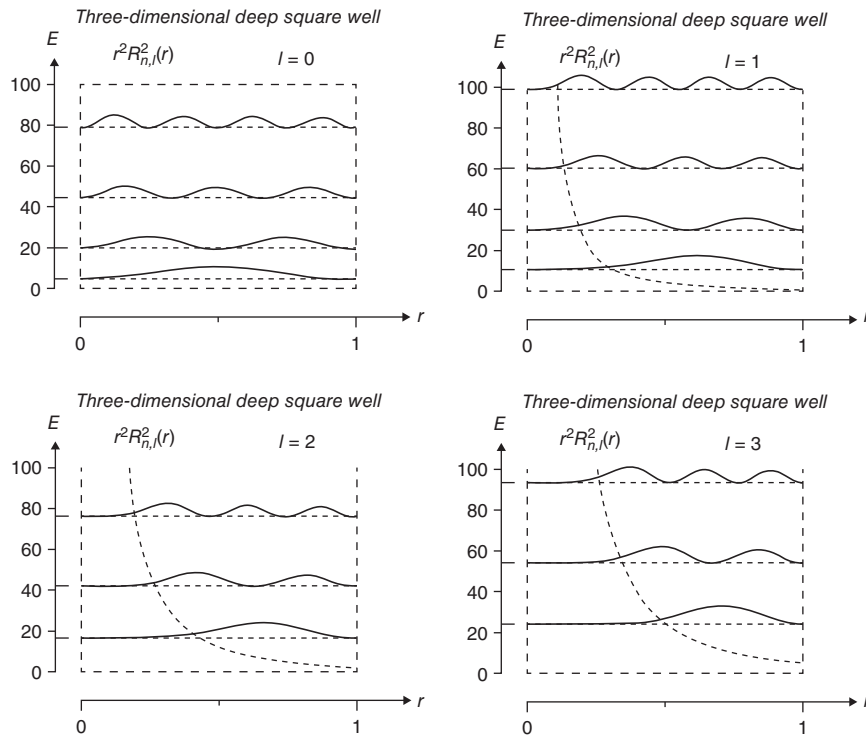 Three-dimensional deep square well
E
r²R²ₙ,ₗ(r)
l = 0
100
80
60
40
20
0
r
0
1
Three-dimensional deep square well
E
r²R²ₙ,ₗ(r)
l = 1
100
80
60
40
20
0
0
1
Three-dimensional deep square well
E
r²R²ₙ,ₗ(r)
l = 2
100
80
60
40
20
0
r
0
1
Three-dimensional deep square well
E
r²R²ₙ,ₗ(r)
l = 3
100
80
60
40
20
0
0
1